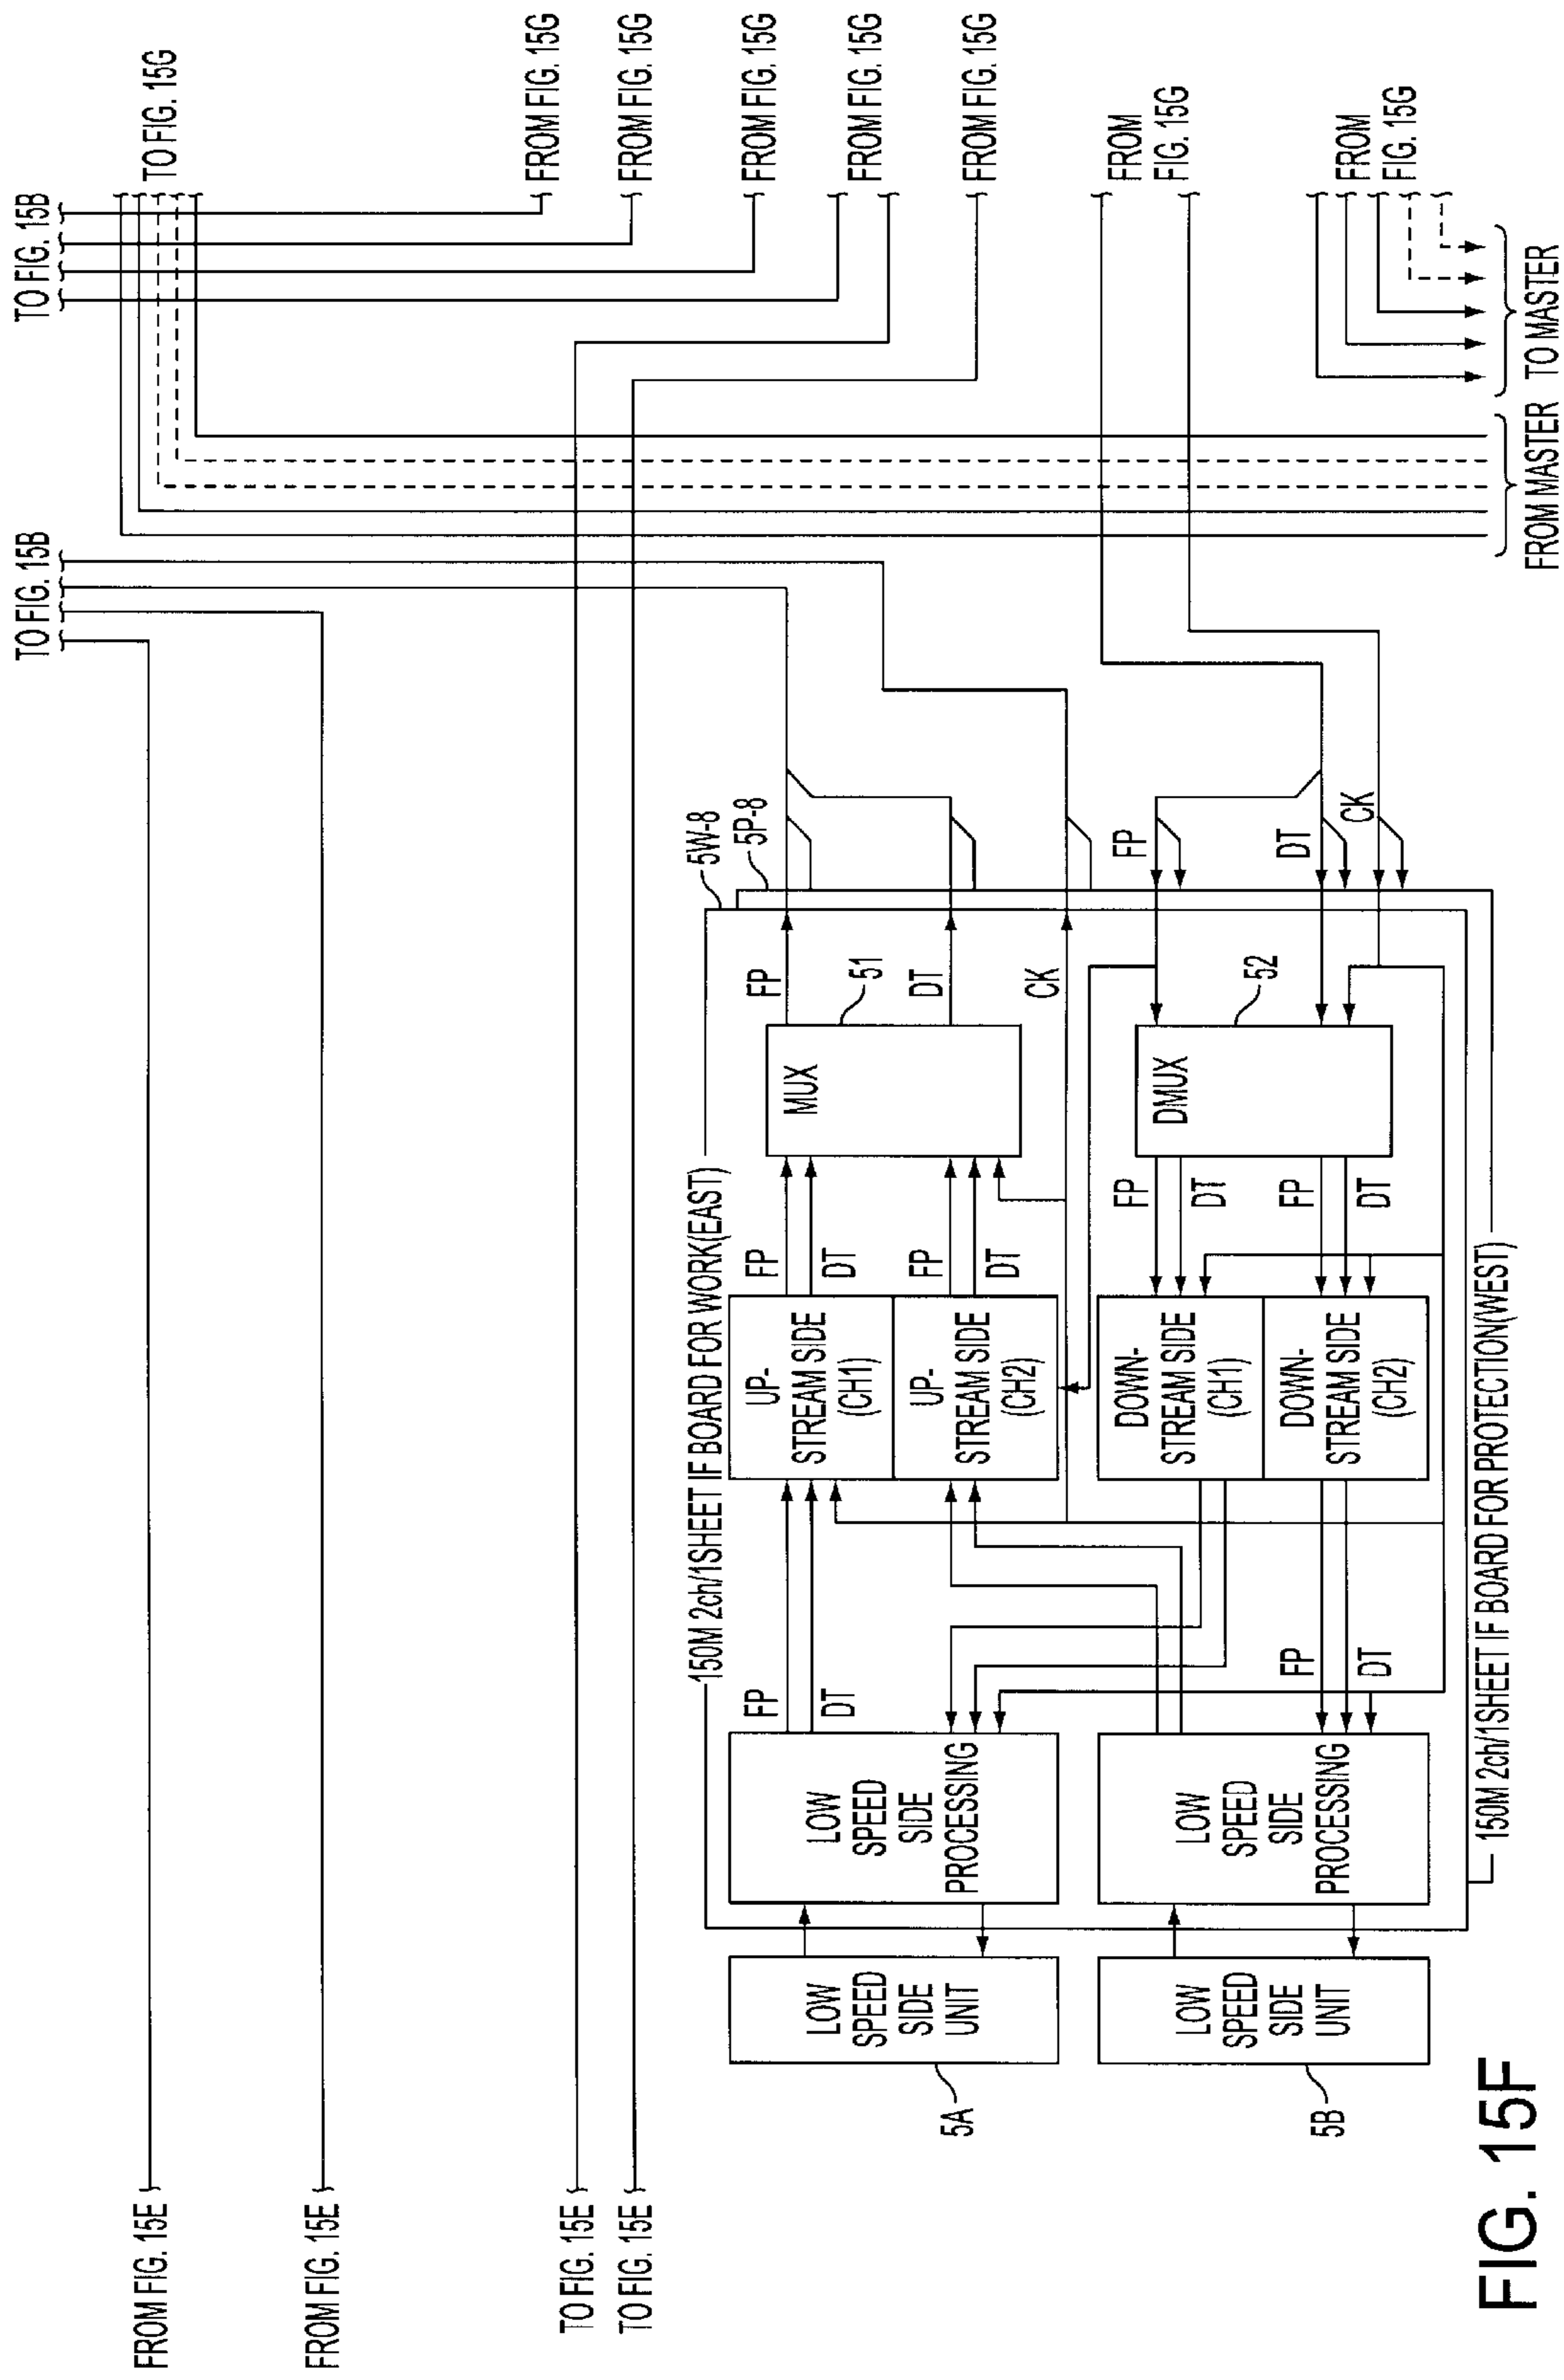 TO FIG. 15B
TO FIG. 15B
TO FIG. 15G
FROM FIG. 15E
FROM FIG. 15E
TO FIG. 15E
TO FIG. 15E
FROM FIG. 15G
FROM FIG. 15G
FROM FIG. 15G
FROM FIG. 15G
FROM FIG. 15G
FROM
FIG. 15G
FROM
FIG. 15G
FROM MASTER
TO MASTER
5W-8
5P-8
150M 2ch/1SHEET IF BOARD FOR WORK(EAST)
150M 2ch/1SHEET IF BOARD FOR PROTECTION(WEST)
LOW
SPEED
SIDE
UNIT
5A
LOW
SPEED
SIDE
PROCESSING
FP
DT
UP-
STREAM SIDE
(CH1)
UP-
STREAM SIDE
(CH2)
FP
DT
FP
DT
MUX
51
FP
DT
CK
LOW
SPEED
SIDE
UNIT
5B
LOW
SPEED
SIDE
PROCESSING
FP
DT
DOWN-
STREAM SIDE
(CH1)
DOWN-
STREAM SIDE
(CH2)
FP
DT
FP
DT
DMUX
52
FP
DT
CK
FIG. 15F